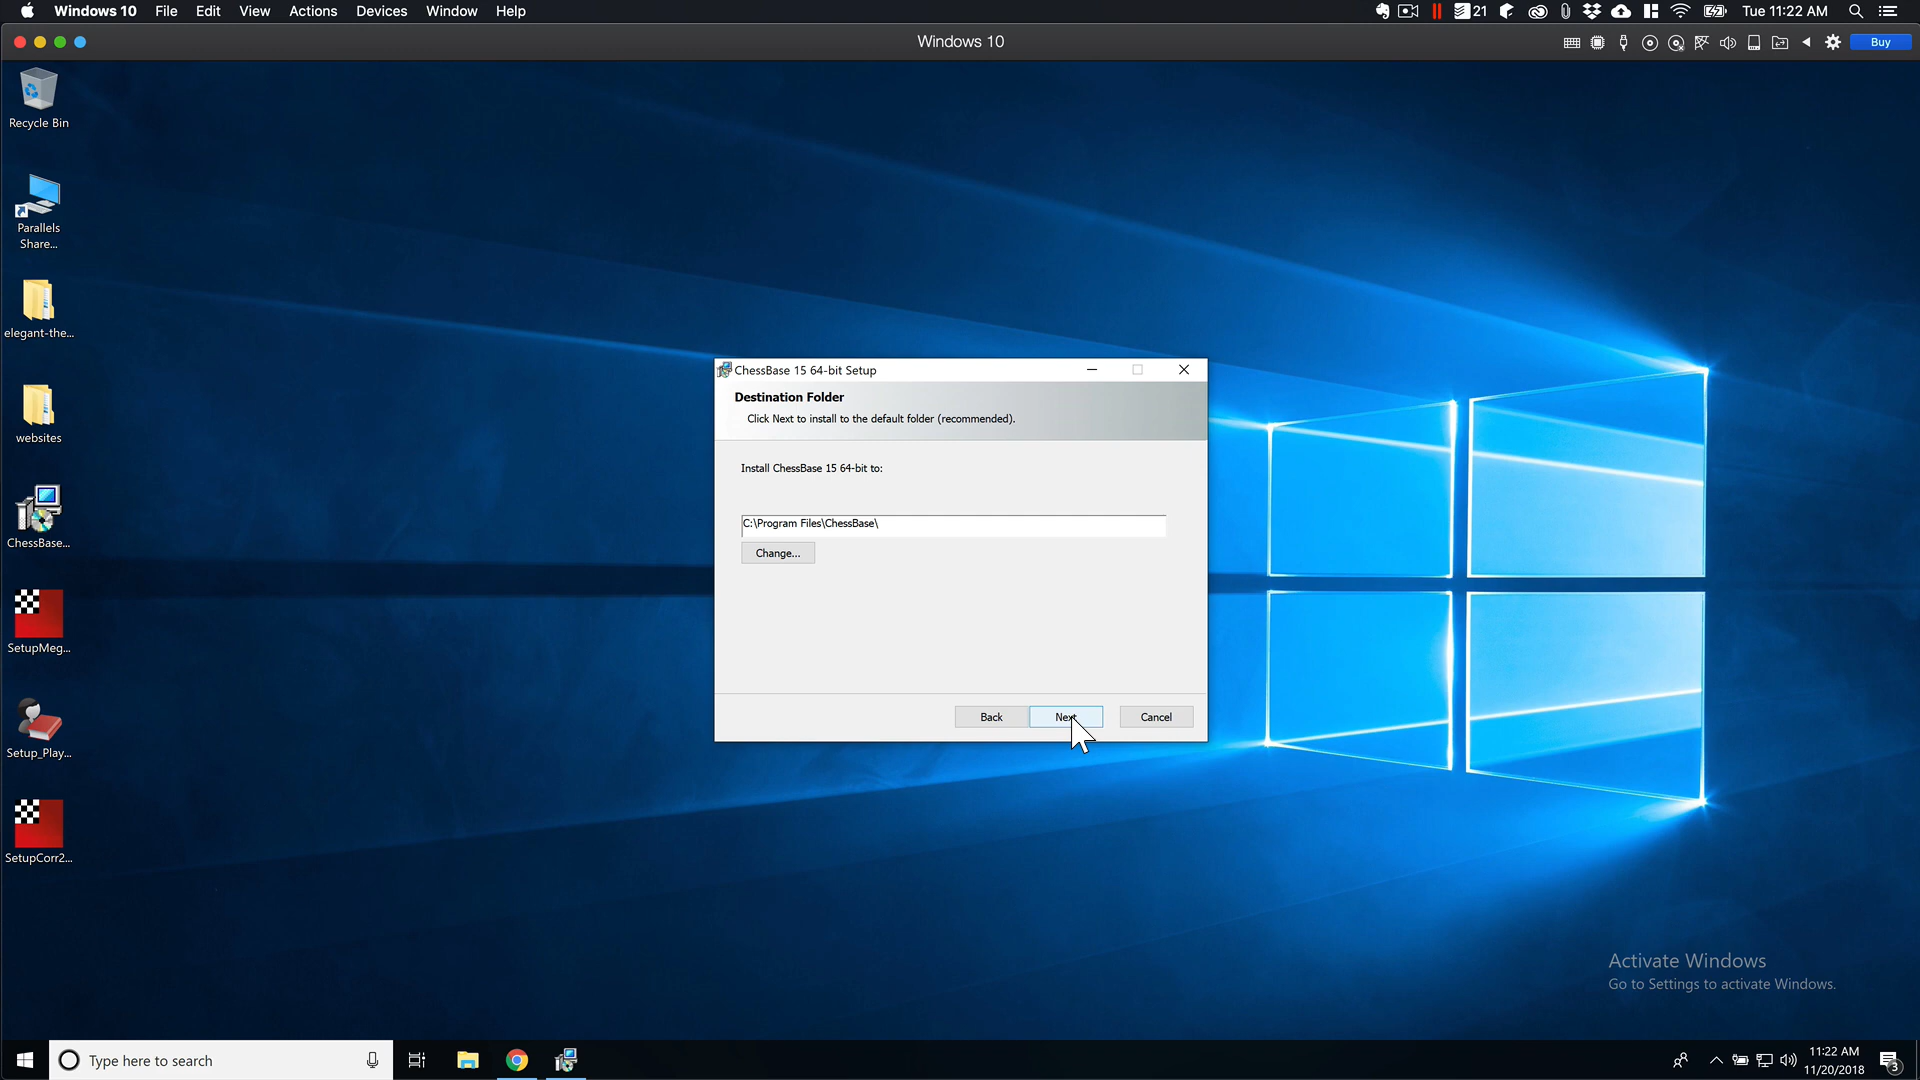 Windows 10 File Edit View Actions Devices Window Help
21
Tue 11:22 AM
Windows 10
Buy
Recycle Bin
Parallels
Share...
elegant-the...
websites
ChessBase...
SetupMeg...
Setup_Play...
SetupCorr2...
ChessBase 15 64-bit Setup
Destination Folder
Click Next to install to the default folder (recommended).
Install ChessBase 15 64-bit to:
C:\Program Files\ChessBase\
Change...
Back
Next
Cancel
Activate Windows
Go to Settings to activate Windows.
Type here to search
11:22 AM
11/20/2018
3